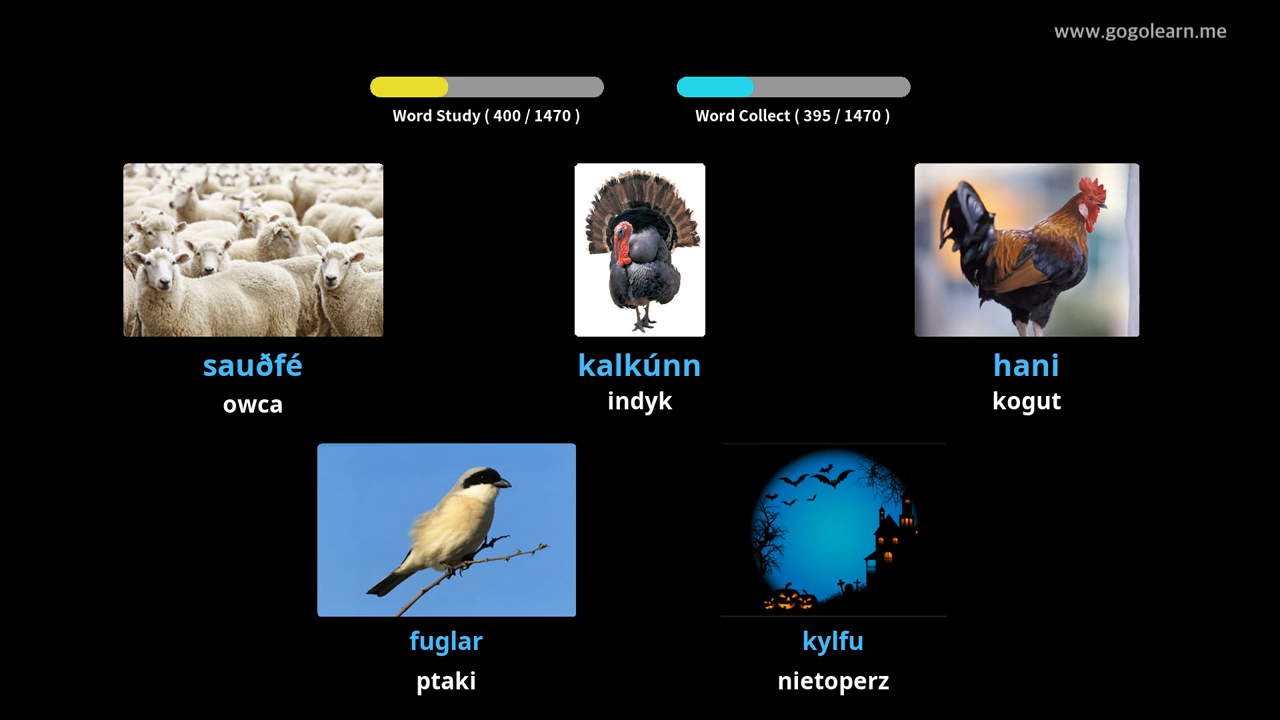 www.gogolearn.me
Word Study ( 400 / 1470 )
Word Collect ( 395 / 1470 )
sauðfé
owca
kalkúnn
indyk
hani
kogut
fuglar
ptaki
kylfu
nietoperz